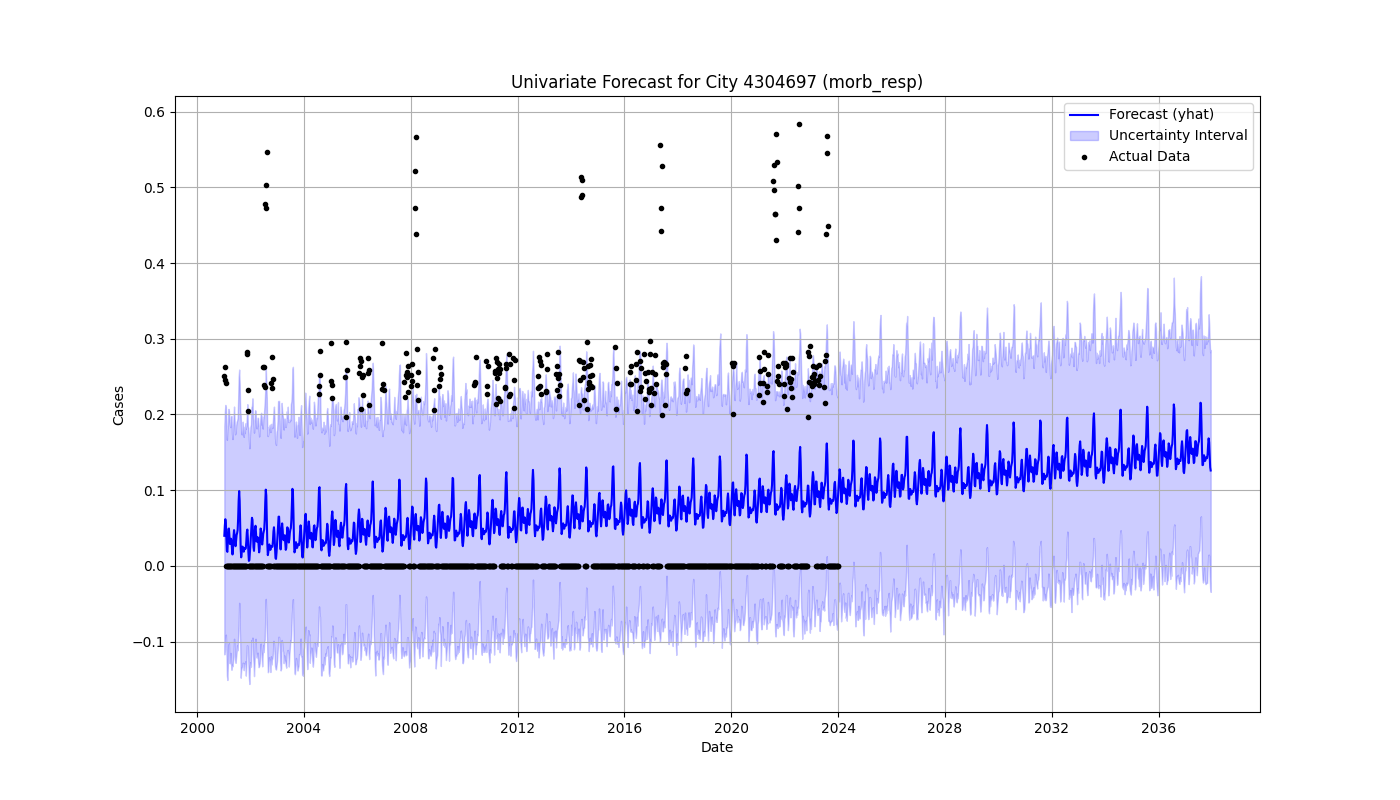 Univariate Forecast for City 4304697 (morb_resp)
Forecast (yhat)
Uncertainty Interval
Actual Data
Cases
0.6
0.5
0.4
0.3
0.2
0.1
0.0
−0.1
2000 2004 2008 2012 2016 2020 2024 2028 2032 2036
Date